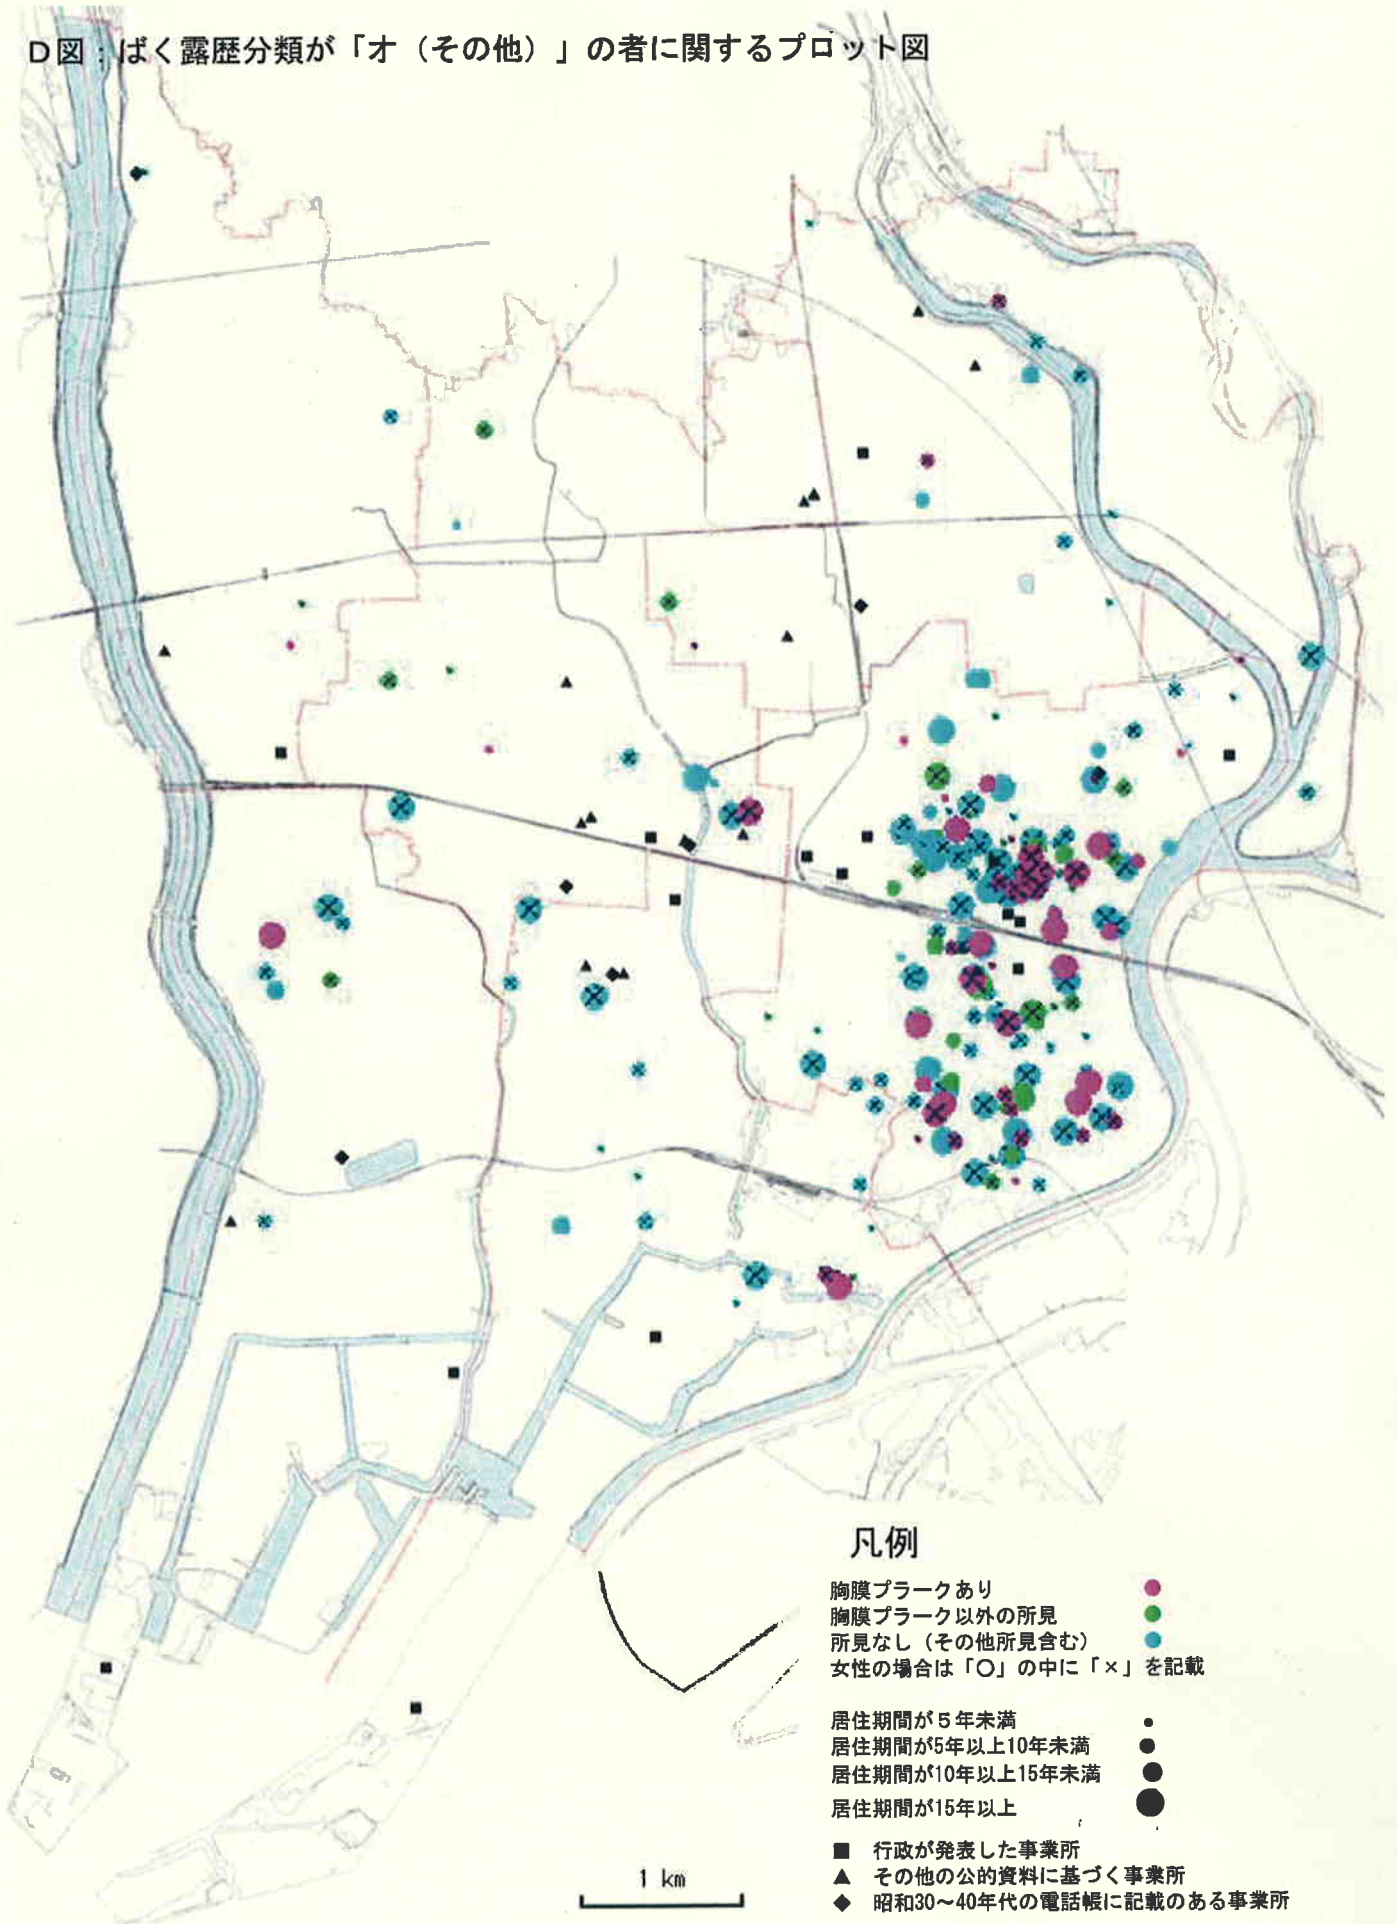 D図：ばく露歴分類が「オ（その他）」の者に関するプロット図
凡例
胸膜プラークあり
胸膜プラーク以外の所見
所見なし（その他所見含む）
女性の場合は「〇」の中に「×」を記載
居住期間が５年未満
居住期間が5年以上10年未満
居住期間が10年以上15年未満
居住期間が15年以上
■ 行政が発表した事業所
▲ その他の公的資料に基づく事業所
◆ 昭和30～40年代の電話帳に記載のある事業所
1 km